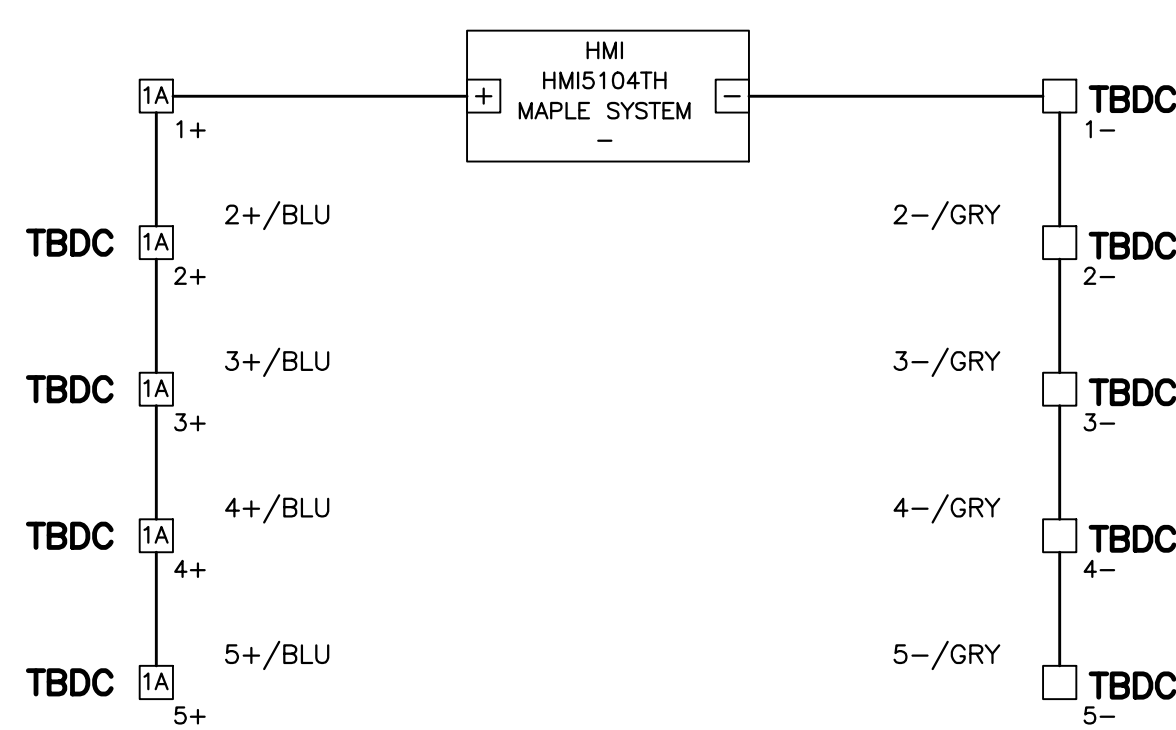 HMI
HMI5104TH
MAPLE SYSTEM
–
1A
+
–
TBDC
1+
1–
2+/BLU
2–/GRY
TBDC
1A
TBDC
2+
2–
3+/BLU
3–/GRY
TBDC
1A
TBDC
3+
3–
4+/BLU
4–/GRY
TBDC
1A
TBDC
4+
4–
5+/BLU
5–/GRY
TBDC
1A
TBDC
5+
5–